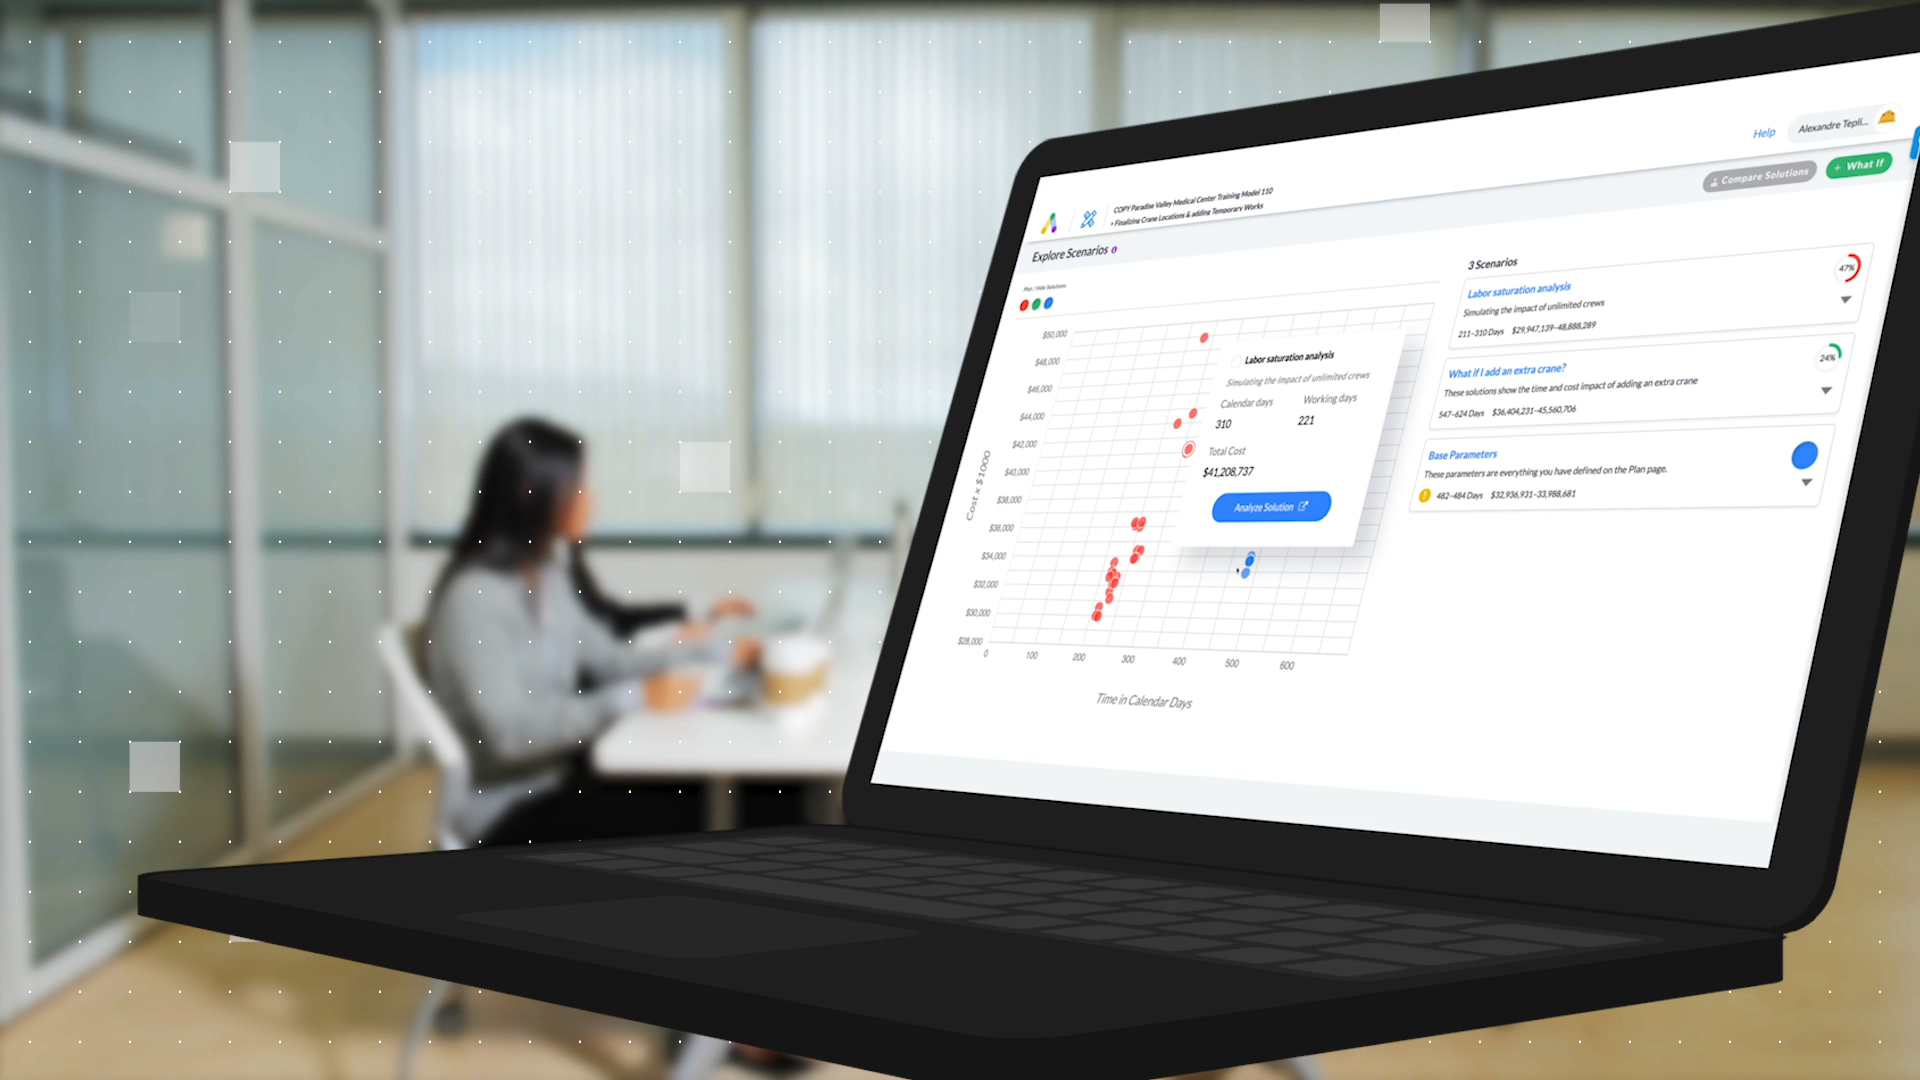 Help
Alexandre Tepli...
COPY Paradise Valley Medical Center Training Model 110
> Finalizing Crane Locations & adding Temporary Works
Compare Solutions
+ What If
Explore Scenarios
Plot / Hide Solutions
$50,000
$48,000
$46,000
$44,000
$42,000
$40,000
$38,000
$36,000
$34,000
$32,000
$30,000
$28,000
Cost x $1000
0
100
200
300
400
500
600
Time in Calendar Days
Labor saturation analysis
Simulating the impact of unlimited crews
Calendar days
Working days
310
221
Total Cost
$41,208,737
Analyze Solution
3 Scenarios
Labor saturation analysis
47%
Simulating the impact of unlimited crews
211–310 Days $29,947,139–48,888,289
What if I add an extra crane?
24%
These solutions show the time and cost impact of adding an extra crane
547–624 Days $36,404,231–45,560,706
Base Parameters
These parameters are everything you have defined on the Plan page.
482–484 Days $32,936,931–33,988,681